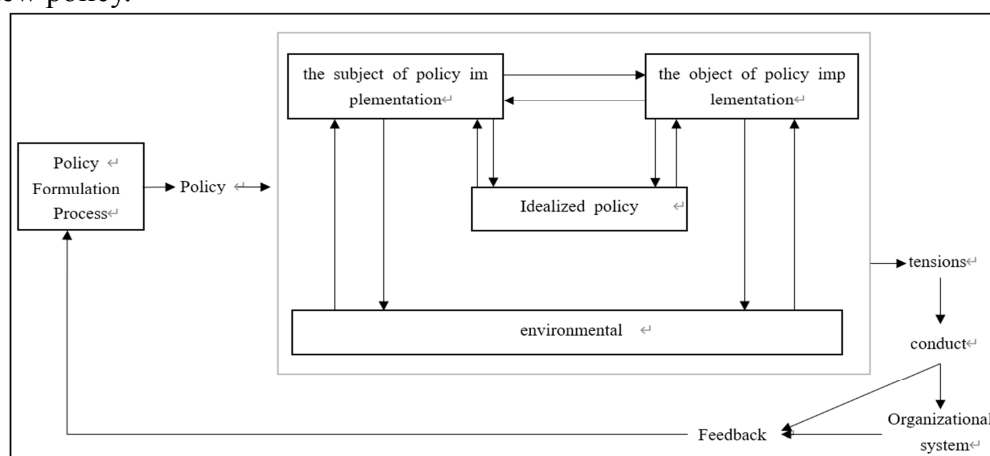 ew policy.
the subject of policy im
plementation↵
the object of policy imp
lementation↵
Policy ↵
Formulation
Process↵
Policy ↵
Idealized policy ↵
tensions↵
environmental ↵
conduct↵
Organizational
system↵
Feedback ↵